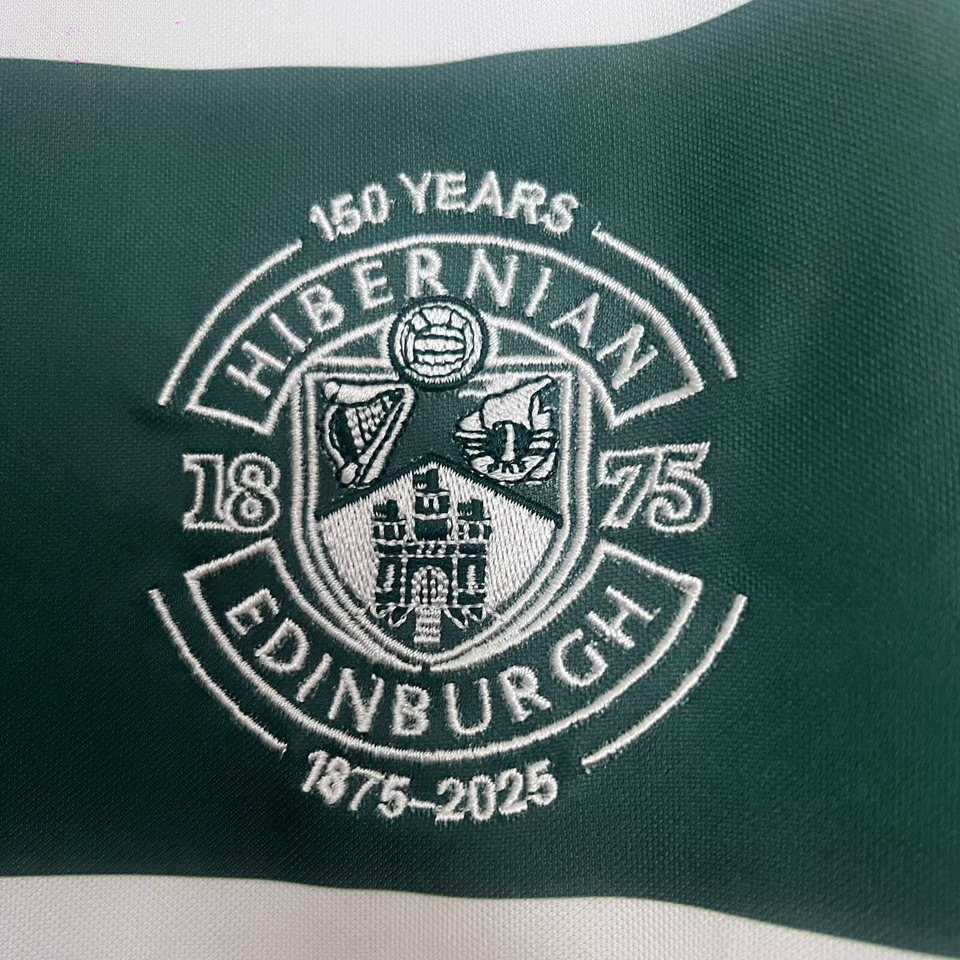 150 YEARS
HIBERNIAN
18 75
EDINBURGH
1875-2025